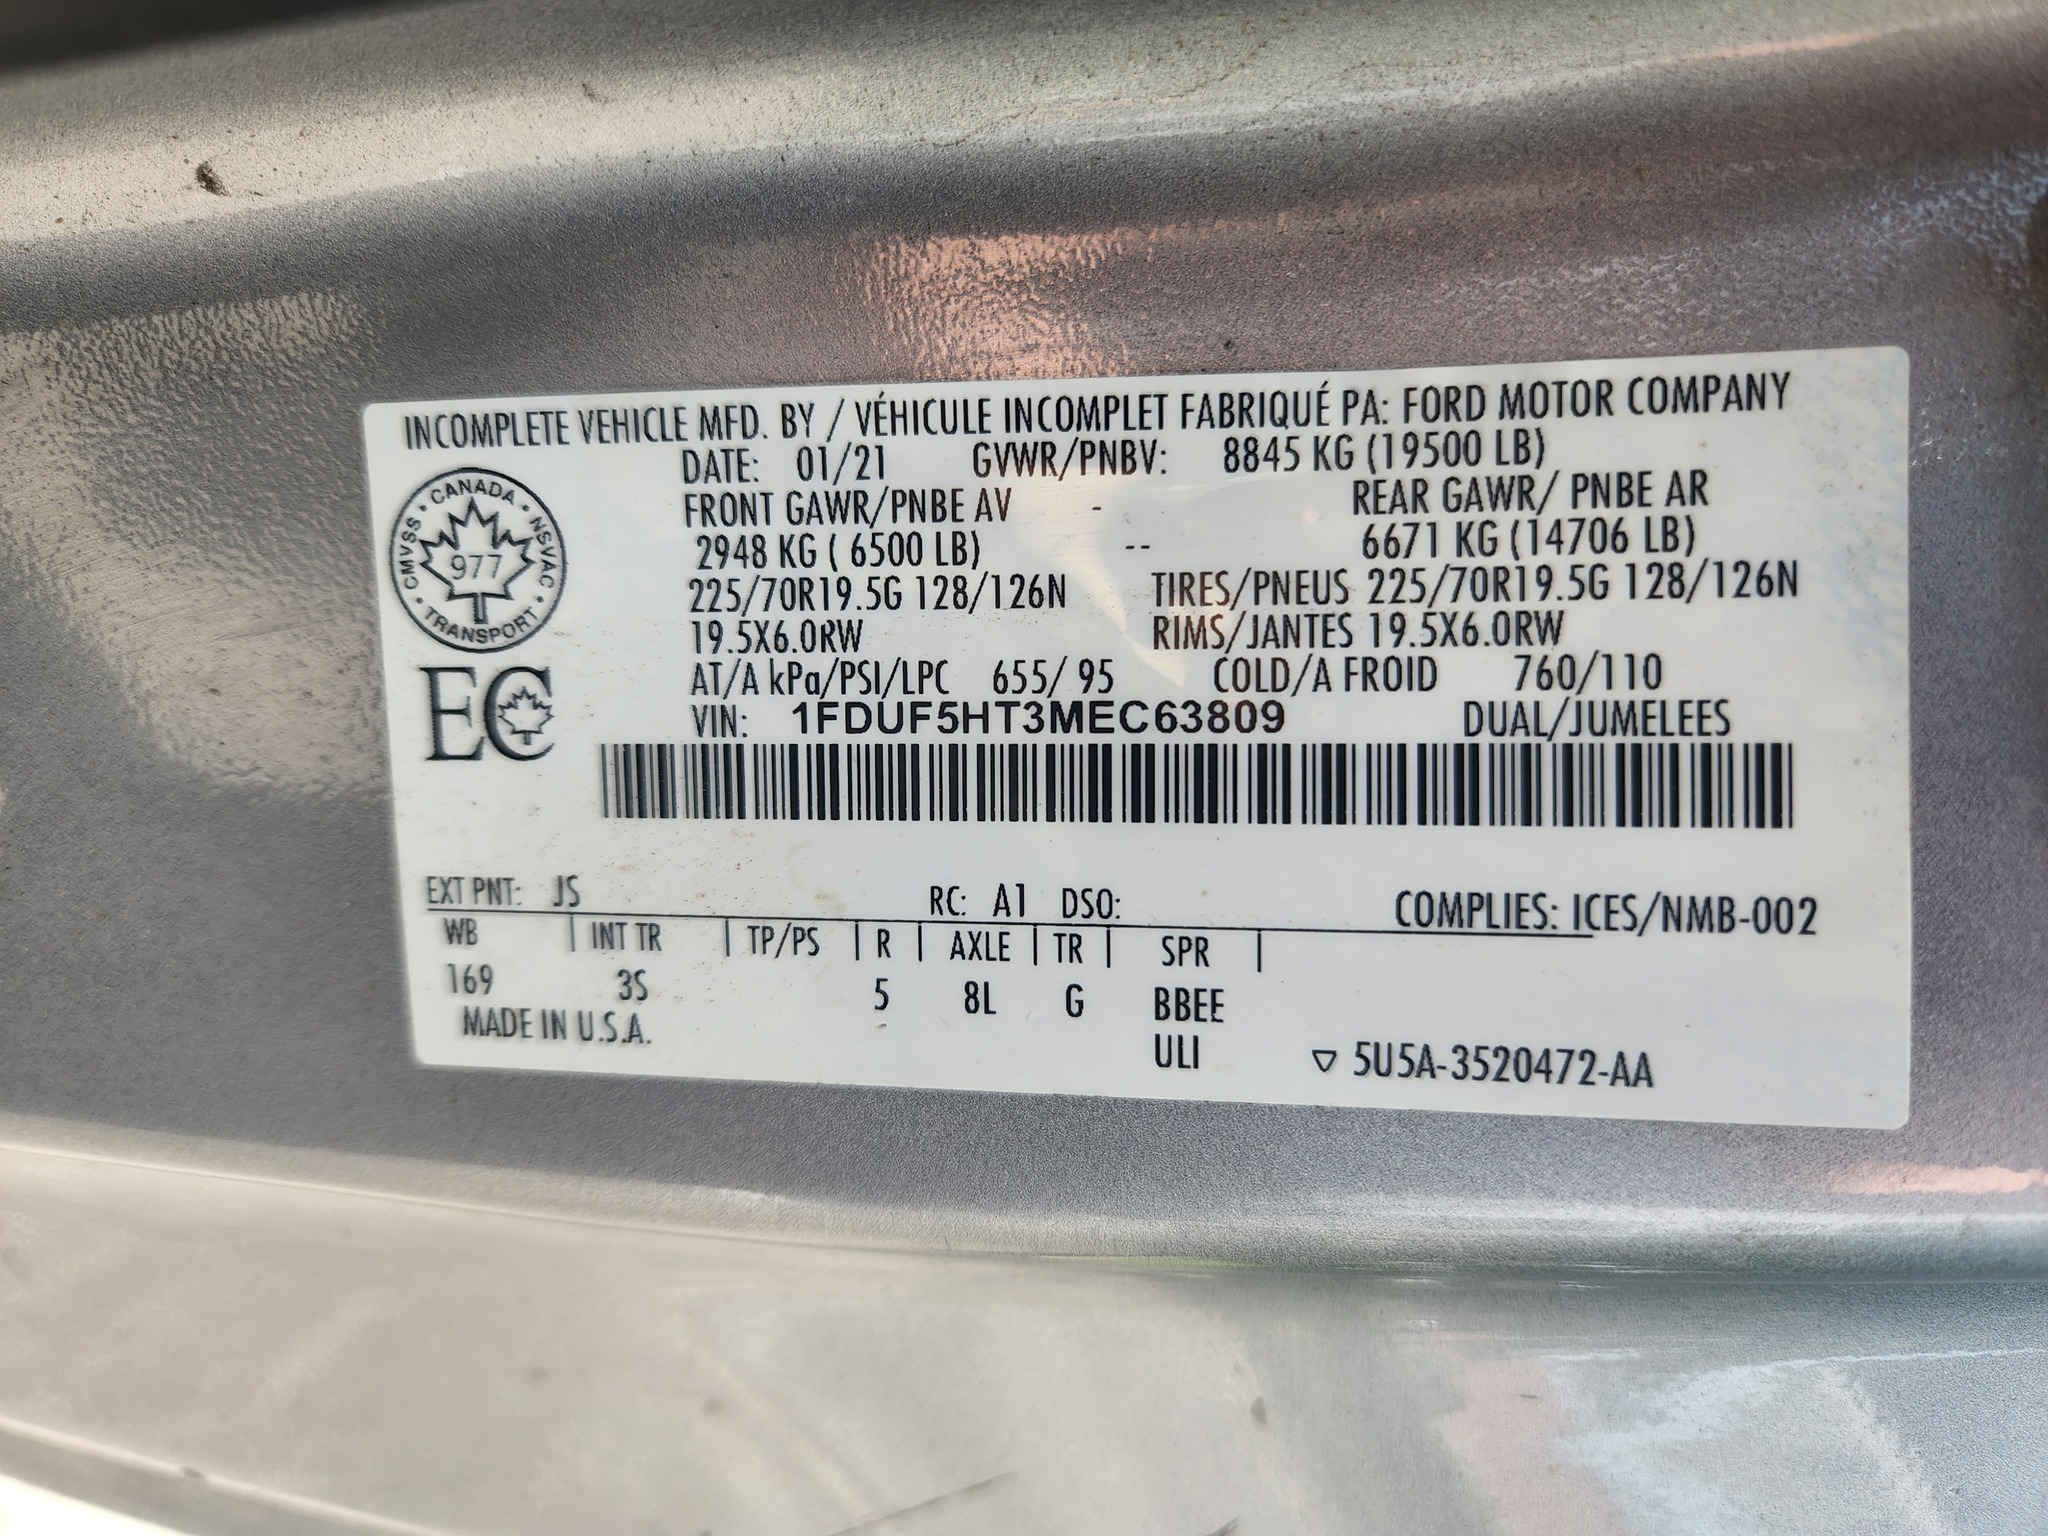 INCOMPLETE VEHICLE MFD. BY / VÉHICULE INCOMPLET FABRIQUÉ PA: FORD MOTOR COMPANY
DATE: 01/21 GVWR/PNBV: 8845 KG (19500 LB)
FRONT GAWR/PNBE AV - REAR GAWR/ PNBE AR
2948 KG ( 6500 LB) -- 6671 KG (14706 LB)
225/70R19.5G 128/126N TIRES/PNEUS 225/70R19.5G 128/126N
19.5X6.0RW RIMS/JANTES 19.5X6.0RW
AT/A kPa/PSI/LPC 655/ 95 COLD/A FROID 760/110
VIN: 1FDUF5HT3MEC63809 DUAL/JUMELEES
CMVSS • CANADA • NSVAC • TRANSPORT •
977
EC
EXT PNT: JS RC: A1 DSO: COMPLIES: ICES/NMB-002
WB | INT TR | TP/PS | R | AXLE | TR | SPR |
169 3S 5 8L G BBEE
MADE IN U.S.A. ULI ▽ 5U5A-3520472-AA